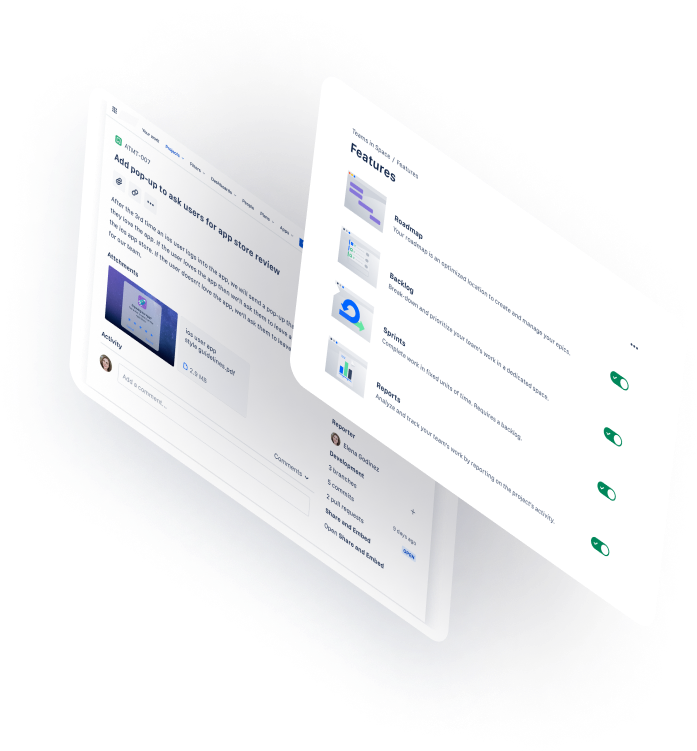 Your work
Projects
Filters
Dashboards
People
Plans
Apps
ATMT-007
Add pop-up to ask users for app store review
After the 3rd time an ios user logs into the app, we will send a pop-up
they love the app. If the user loves the app then we'll ask them to leave a
the ios app store. If the user doesn't love the app, we'll ask them to leave
for our team.
Attchments
ios user app
style guidelines.pdf
2.9 MB
Activity
Add a comment...
Comments
Reporter
Elena Godinez
Development
3 branches
5 commits
2 pull requests
9 days ago
OPEN
Share and Embed
Open Share and Embed
Teams in Space / Features
Features
Roadmap
Your roadmap is an optimized location to create and manage your epics.
Backlog
Break down and prioritize your team's work in a dedicated space.
Sprints
Complete work in fixed units of time. Requires a backlog.
Reports
Analyze and track your team's work by reporting on the project's activity.